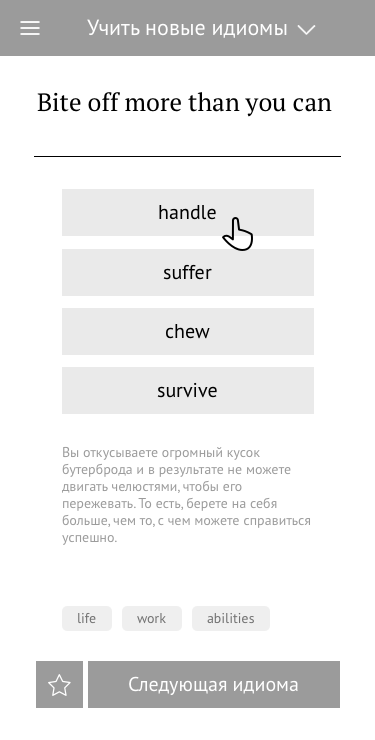 Учить новые идиомы
Bite off more than you can
handle
suffer
chew
survive
Вы откусываете огромный кусок
бутерброда и в результате не можете
двигать челюстями, чтобы его
пережевать. То есть, берете на себя
больше, чем то, с чем можете справиться
успешно.
life work abilities
Следующая идиома